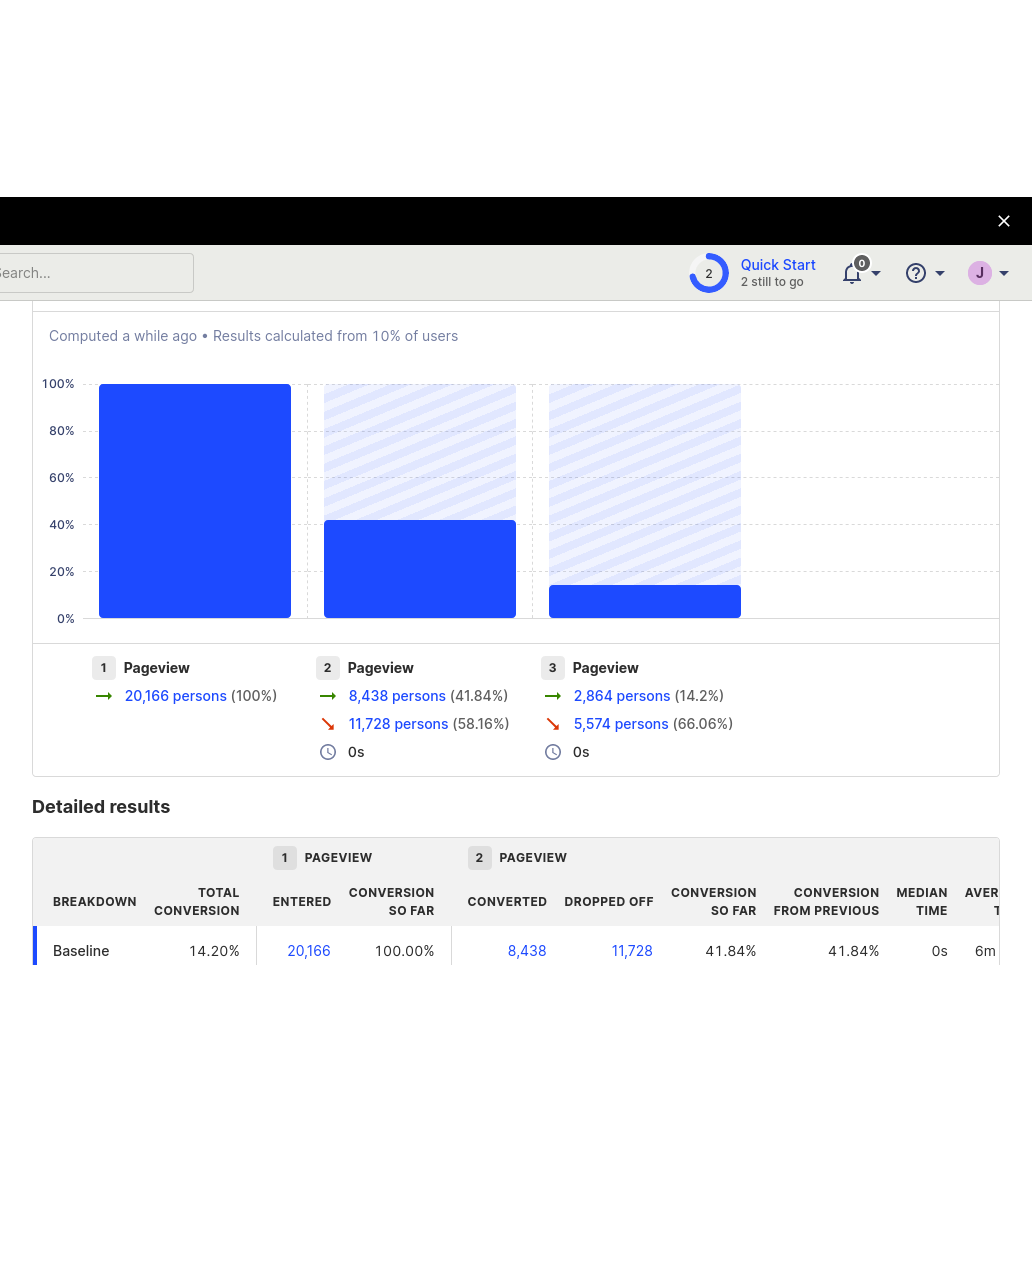 Search...
2
Quick Start
2 still to go
0
J
Computed a while ago • Results calculated from 10% of users
100%
80%
60%
40%
20%
0%
1 Pageview
20,166 persons (100%)
2 Pageview
8,438 persons (41.84%)
11,728 persons (58.16%)
0s
3 Pageview
2,864 persons (14.2%)
5,574 persons (66.06%)
0s
Detailed results
1 PAGEVIEW 2 PAGEVIEW
BREAKDOWN
TOTAL
CONVERSION
ENTERED
CONVERSION
SO FAR
CONVERTED
DROPPED OFF
CONVERSION
SO FAR
CONVERSION
FROM PREVIOUS
MEDIAN
TIME
AVER
T
Baseline 14.20% 20,166 100.00% 8,438 11,728 41.84% 41.84% 0s 6m